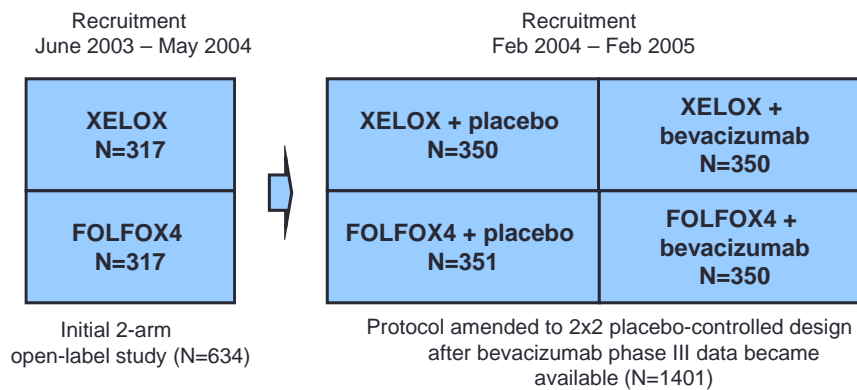 Recruitment
June 2003 – May 2004
Recruitment
Feb 2004 – Feb 2005
XELOX
N=317
XELOX + placebo
N=350
XELOX +
bevacizumab
N=350
FOLFOX4
N=317
FOLFOX4 + placebo
N=351
FOLFOX4 +
bevacizumab
N=350
Initial 2-arm
open-label study (N=634)
Protocol amended to 2x2 placebo-controlled design
after bevacizumab phase III data became
available (N=1401)